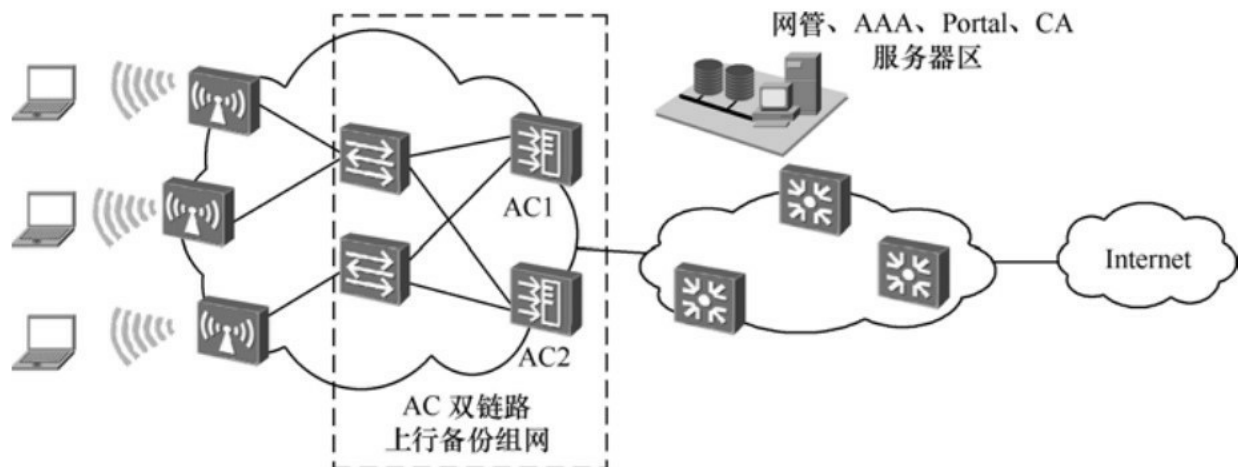 网管、AAA、Portal、CA
服务器区
AC1
AC2
Internet
AC 双链路
上行备份组网